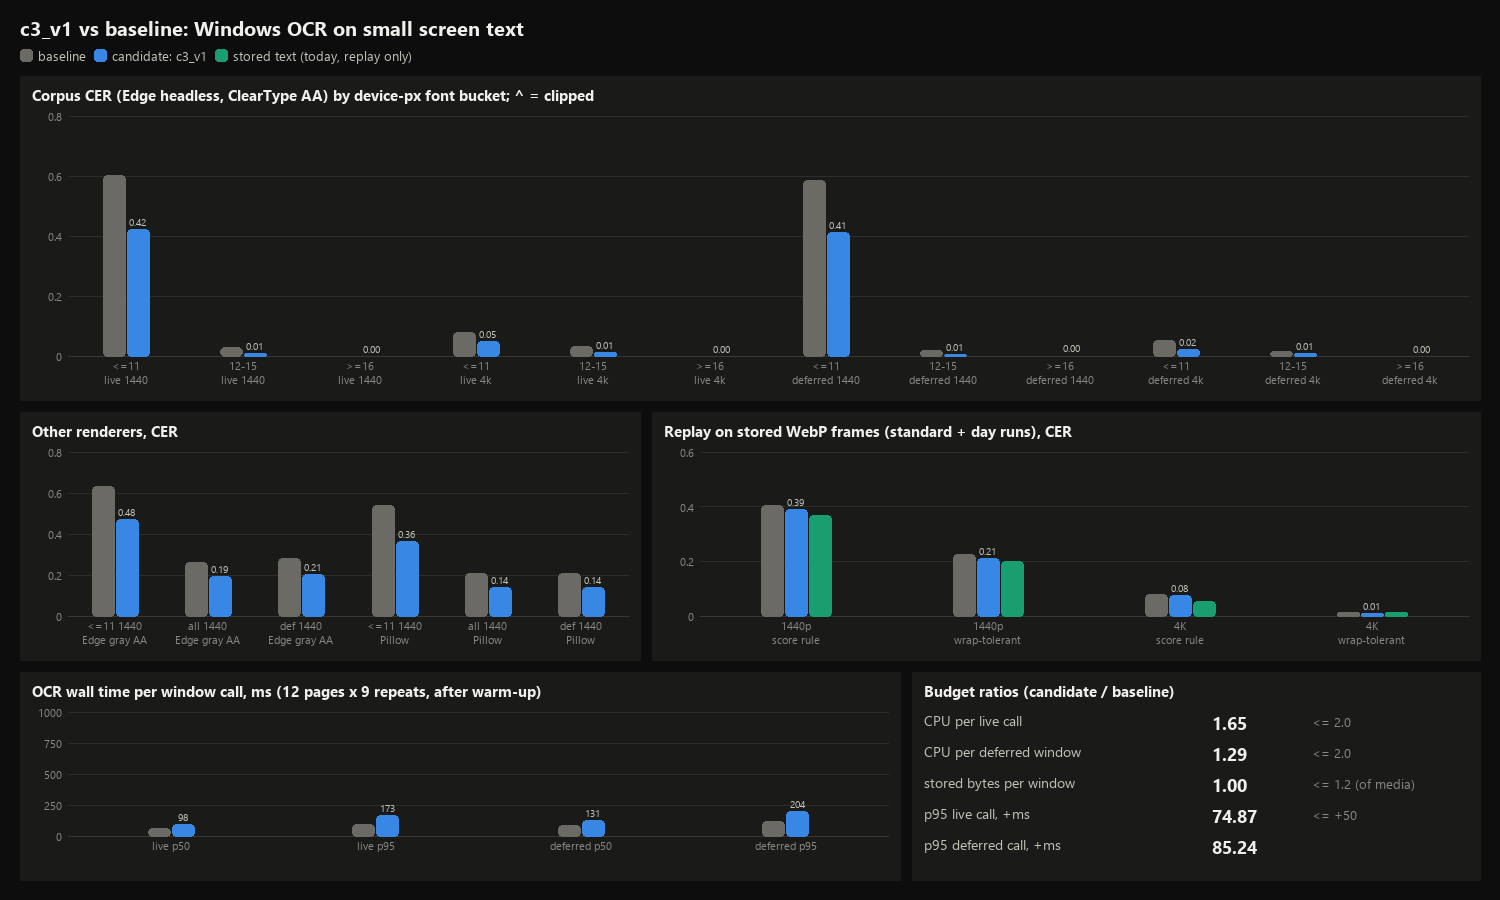 c3_v1 vs baseline: Windows OCR on small screen text
baseline candidate: c3_v1 stored text (today, replay only)
Corpus CER (Edge headless, ClearType AA) by device-px font bucket; ^ = clipped
0.8
0.6
0.4
0.2
0
0.42 0.01 0.00 0.05 0.01 0.00 0.41 0.01 0.00 0.02 0.01 0.00
<=11 12-15 >=16 <=11 12-15 >=16 <=11 12-15 >=16 <=11 12-15 >=16
live 1440 live 1440 live 1440 live 4k live 4k live 4k deferred 1440 deferred 1440 deferred 1440 deferred 4k deferred 4k deferred 4k
Other renderers, CER
0.8
0.6
0.4
0.2
0
0.48 0.19 0.21 0.36 0.14 0.14
<=11 1440 all 1440 def 1440 <=11 1440 all 1440 def 1440
Edge gray AA Edge gray AA Edge gray AA Pillow Pillow Pillow
Replay on stored WebP frames (standard + day runs), CER
0.6
0.4
0.2
0
0.39 0.21 0.08 0.01
1440p 1440p 4K 4K
score rule wrap-tolerant score rule wrap-tolerant
OCR wall time per window call, ms (12 pages x 9 repeats, after warm-up)
1000
750
500
250
0
98 173 131 204
live p50 live p95 deferred p50 deferred p95
Budget ratios (candidate / baseline)
CPU per live call 1.65 <= 2.0
CPU per deferred window 1.29 <= 2.0
stored bytes per window 1.00 <= 1.2 (of media)
p95 live call, +ms 74.87 <= +50
p95 deferred call, +ms 85.24